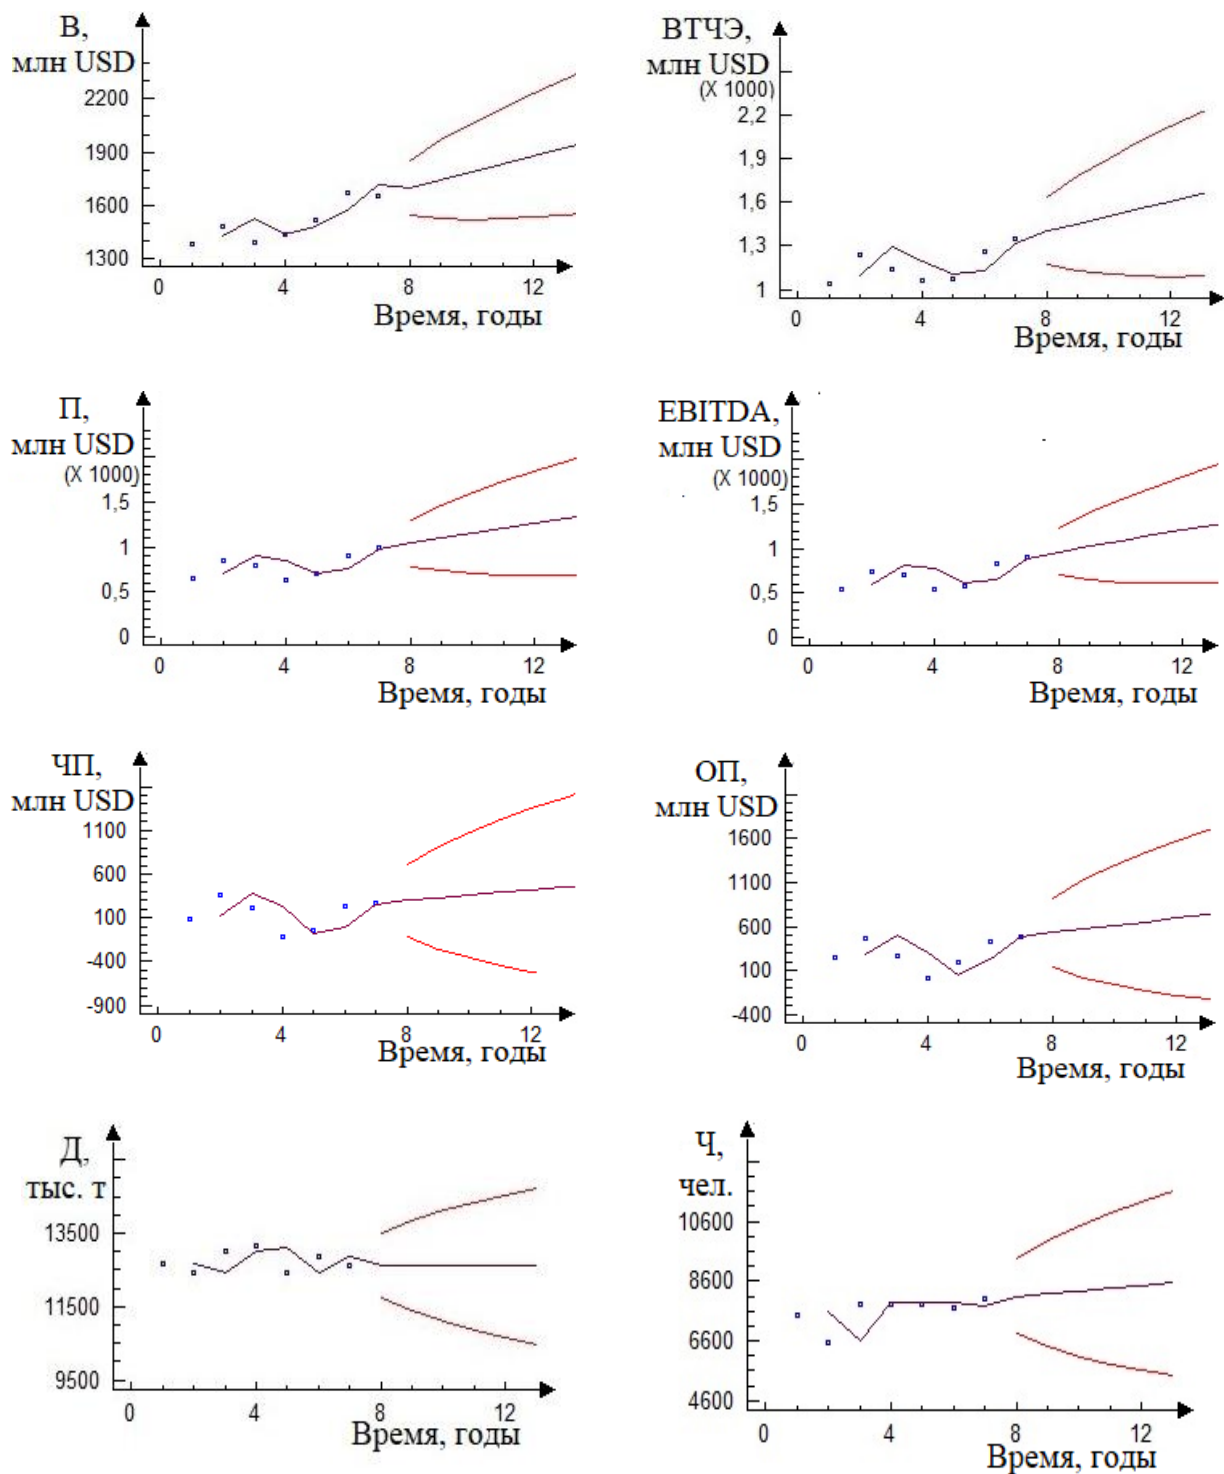 В,
млн USD
2200
1900
1600
1300
0 4 8 12
Время, годы
ВТЧЭ,
млн USD
(X 1000)
2,2
1,9
1,6
1,3
1
0 4 8 12
Время, годы
П,
млн USD
(X 1000)
1,5
1
0,5
0
0 4 8 12
Время, годы
EBITDA,
млн USD
(X 1000)
1,5
1
0,5
0
0 4 8 12
Время, годы
ЧП,
млн USD
1100
600
100
-400
-900
0 4 8 12
Время, годы
ОП,
млн USD
1600
1100
600
100
-400
0 4 8 12
Время, годы
Д,
тыс. т
13500
11500
9500
0 4 8 12
Время, годы
Ч,
чел.
10600
8600
6600
4600
0 4 8 12
Время, годы